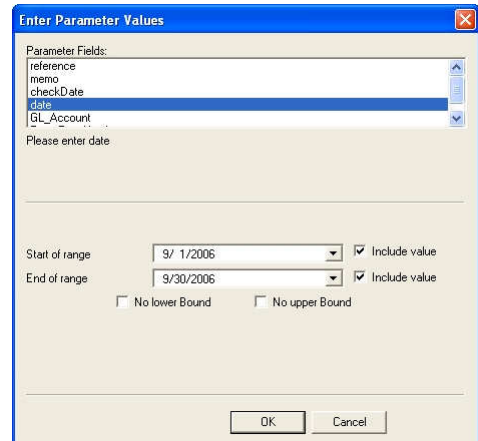 Enter Parameter Values
Parameter Fields:
reference
memo
checkDate
date
GL_Account
Please enter date
Start of range 9/ 1/2006 Include value
End of range 9/30/2006 Include value
No lower Bound No upper Bound
OK Cancel